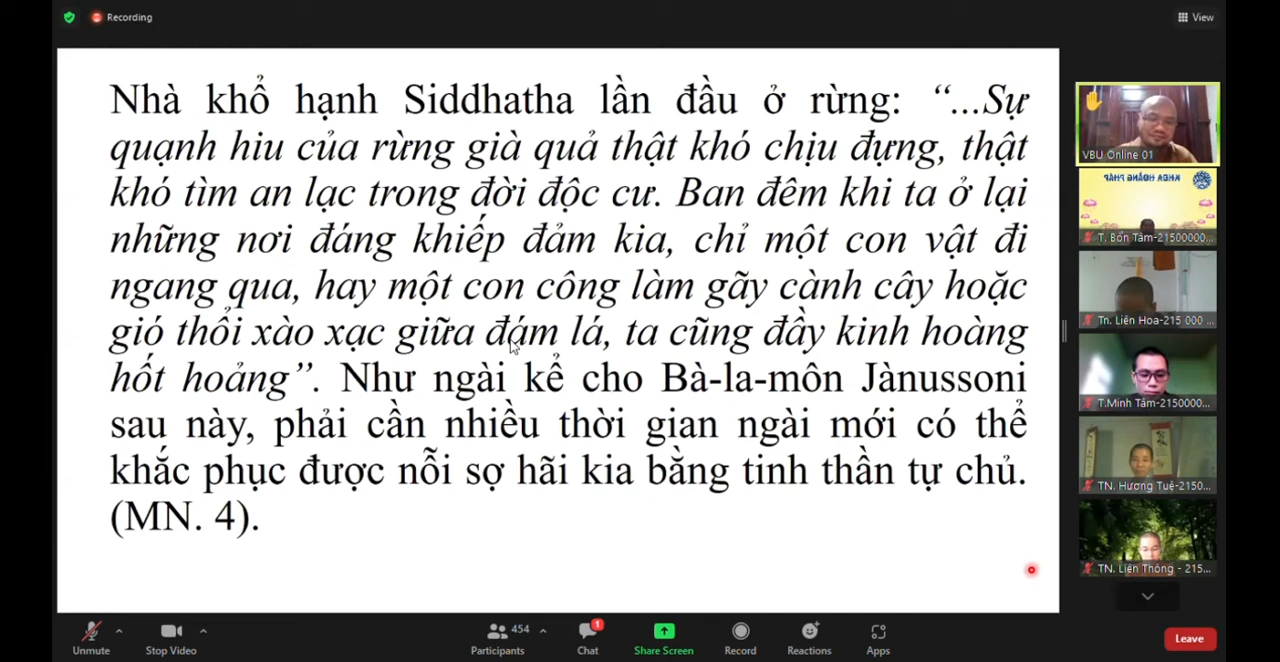 Recording
View
Nhà khổ hạnh Siddhatha lần đầu ở rừng: “...Sự
quạnh hiu của rừng già quả thật khó chịu đựng, thật
khó tìm an lạc trong đời độc cư. Ban đêm khi ta ở lại
những nơi đáng khiếp đảm kia, chỉ một con vật đi
ngang qua, hay một con công làm gãy cành cây hoặc
gió thổi xào xạc giữa đám lá, ta cũng đầy kinh hoàng
hốt hoảng”. Như ngài kể cho Bà-la-môn Jànussoni
sau này, phải cần nhiều thời gian ngài mới có thể
khắc phục được nỗi sợ hãi kia bằng tinh thần tự chủ.
(MN. 4).
VBU Online 01
KHOA HOẰNG PHÁP
T. Bổn Tâm-21500000...
Tn. Liên Hoa-215 000 ...
T.Minh Tâm-2150000...
TN. Hương Tuệ-2150...
TN. Liên Thông - 215...
Unmute
Stop Video
454
Participants
1
Chat
Share Screen
Record
Reactions
Apps
Leave